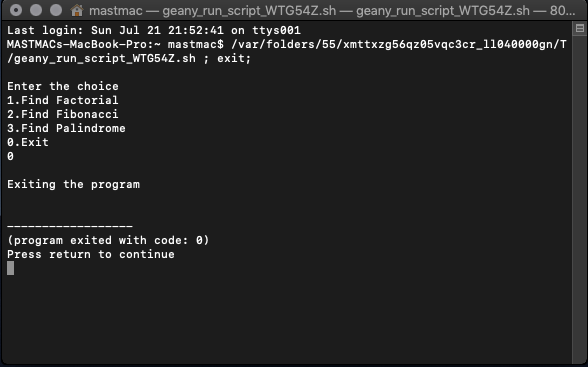 mastmac — geany_run_script_WTG54Z.sh — geany_run_script_WTG54Z.sh — 80...
Last login: Sun Jul 21 21:52:41 on ttys001
MASTMACs-MacBook-Pro:~ mastmac$ /var/folders/55/xmttxzg56qz05vqc3cr_ll040000gn/T
/geany_run_script_WTG54Z.sh ; exit;
Enter the choice
1.Find Factorial
2.Find Fibonacci
3.Find Palindrome
0.Exit
0
Exiting the program
------------------
(program exited with code: 0)
Press return to continue